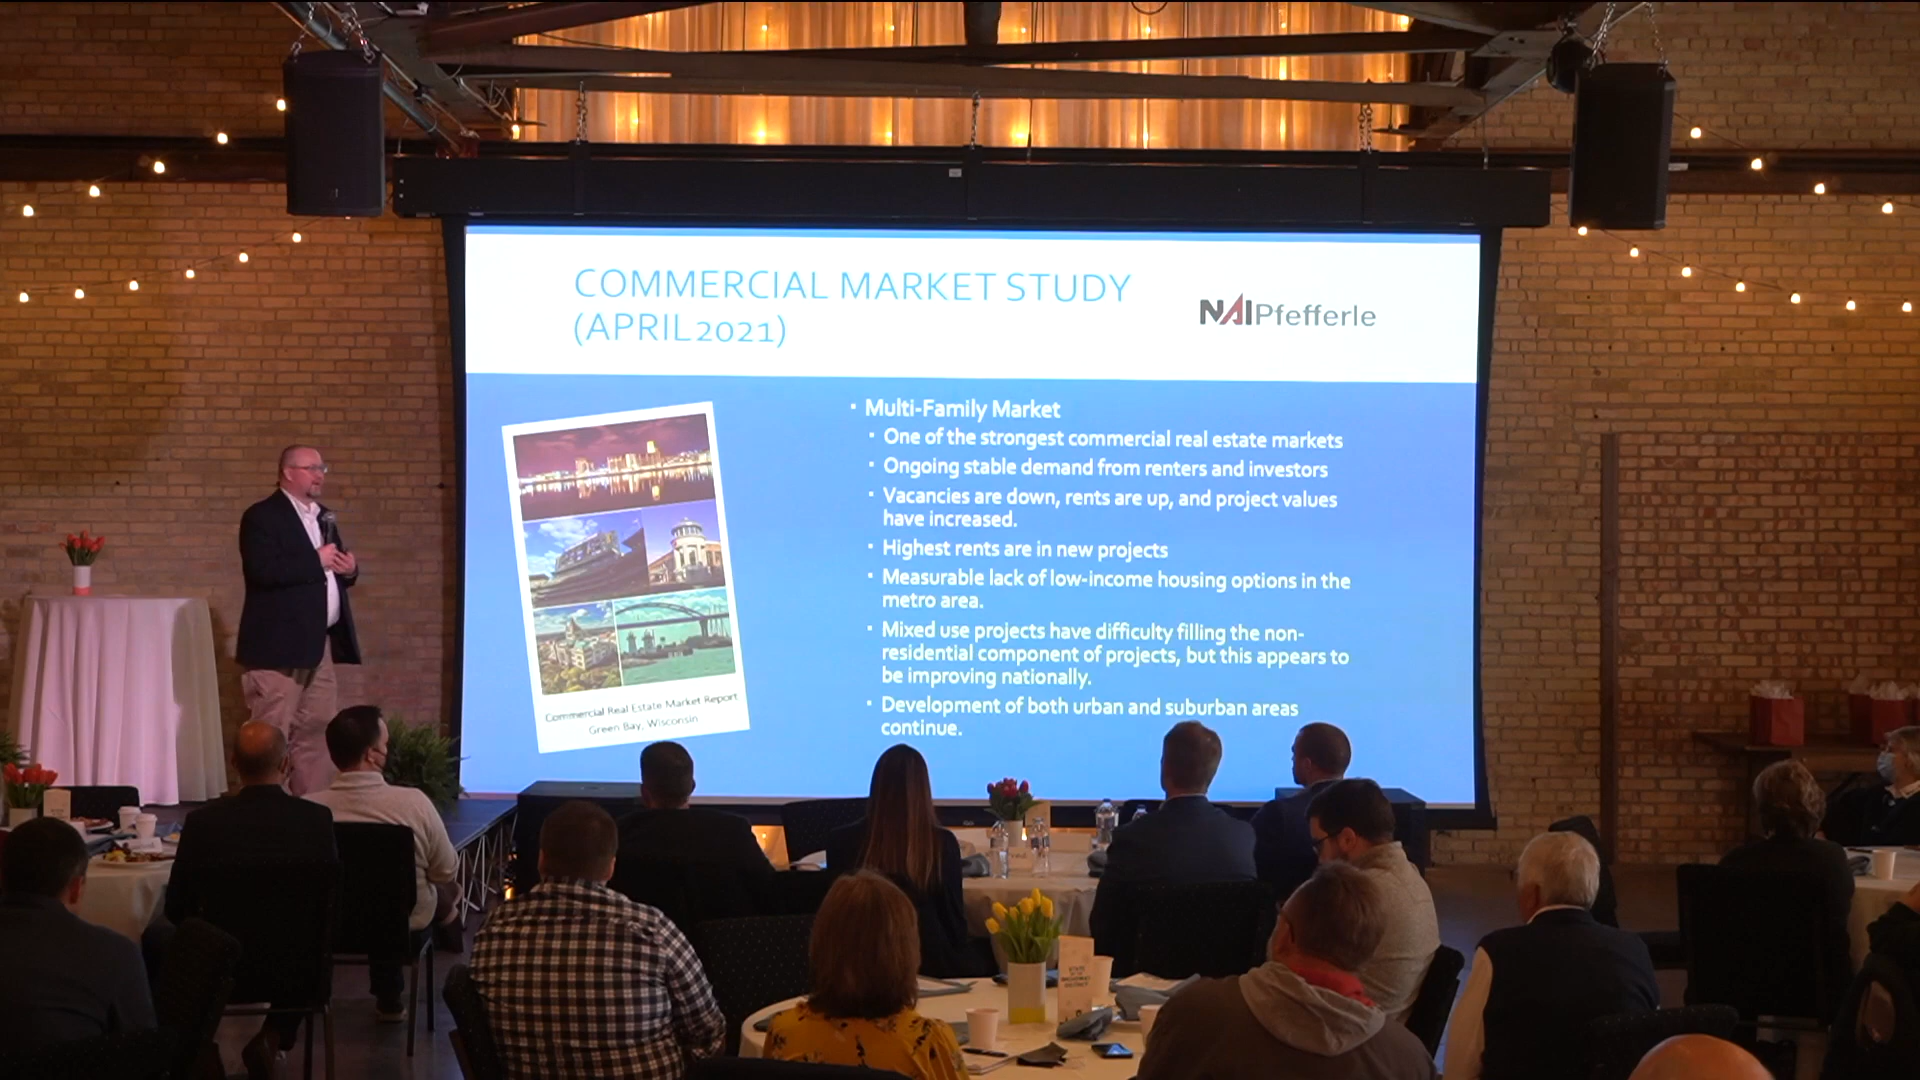 COMMERCIAL MARKET STUDY
(APRIL 2021)
NAI Pfefferle
▪ Multi-Family Market
▪ One of the strongest commercial real estate markets
▪ Ongoing stable demand from renters and investors
▪ Vacancies are down, rents are up, and project values
have increased.
▪ Highest rents are in new projects
▪ Measurable lack of low-income housing options in the
metro area.
▪ Mixed use projects have difficulty filling the non-
residential component of projects, but this appears to
be improving nationally.
▪ Development of both urban and suburban areas
continue.
Commercial Real Estate Market Report
Green Bay, Wisconsin